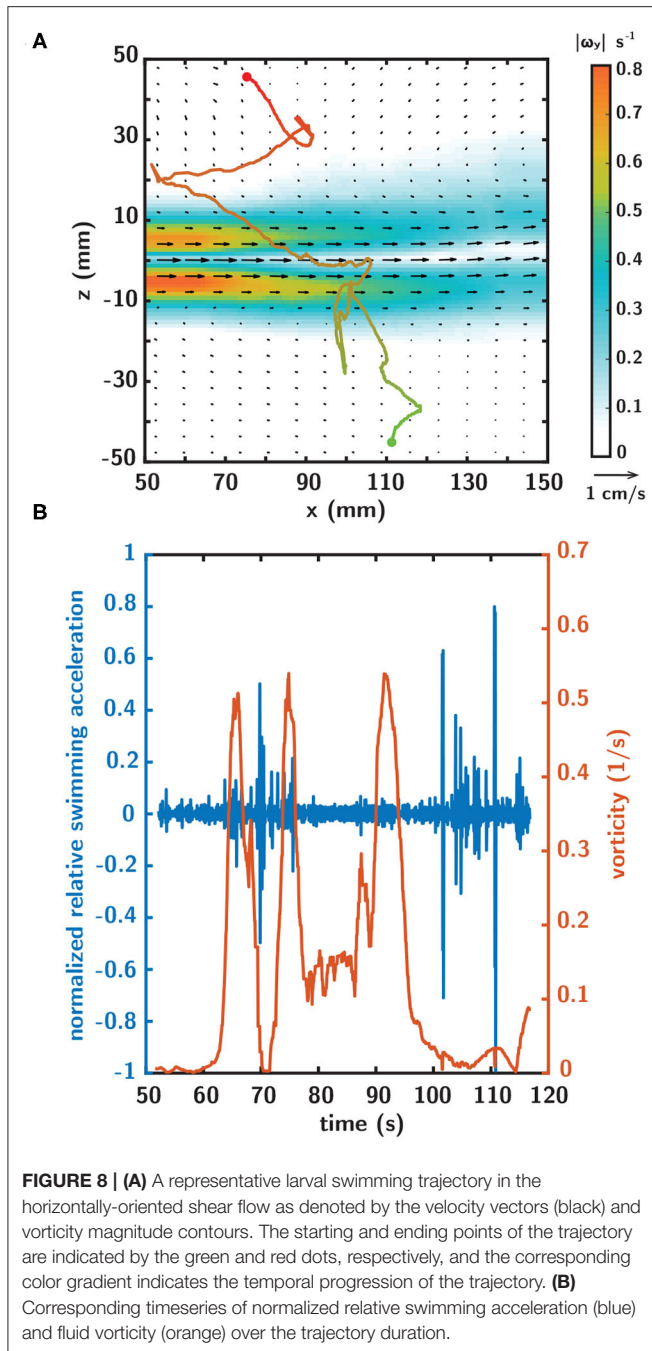 A
|ωy| s⁻¹
50
30
10
-10
-30
-50
z (mm)
50 70 90 110 130 150
x (mm)
0.8
0.7
0.6
0.5
0.4
0.3
0.2
0.1
0
1 cm/s
B
1
0.8
0.6
0.4
0.2
0
-0.2
-0.4
-0.6
-0.8
-1
normalized relative swimming acceleration
0.7
0.6
0.5
0.4
0.3
0.2
0.1
0
vorticity (1/s)
50 60 70 80 90 100 110 120
time (s)
FIGURE 8 | (A) A representative larval swimming trajectory in the
horizontally-oriented shear flow as denoted by the velocity vectors (black) and
vorticity magnitude contours. The starting and ending points of the trajectory
are indicated by the green and red dots, respectively, and the corresponding
color gradient indicates the temporal progression of the trajectory. (B)
Corresponding timeseries of normalized relative swimming acceleration (blue)
and fluid vorticity (orange) over the trajectory duration.